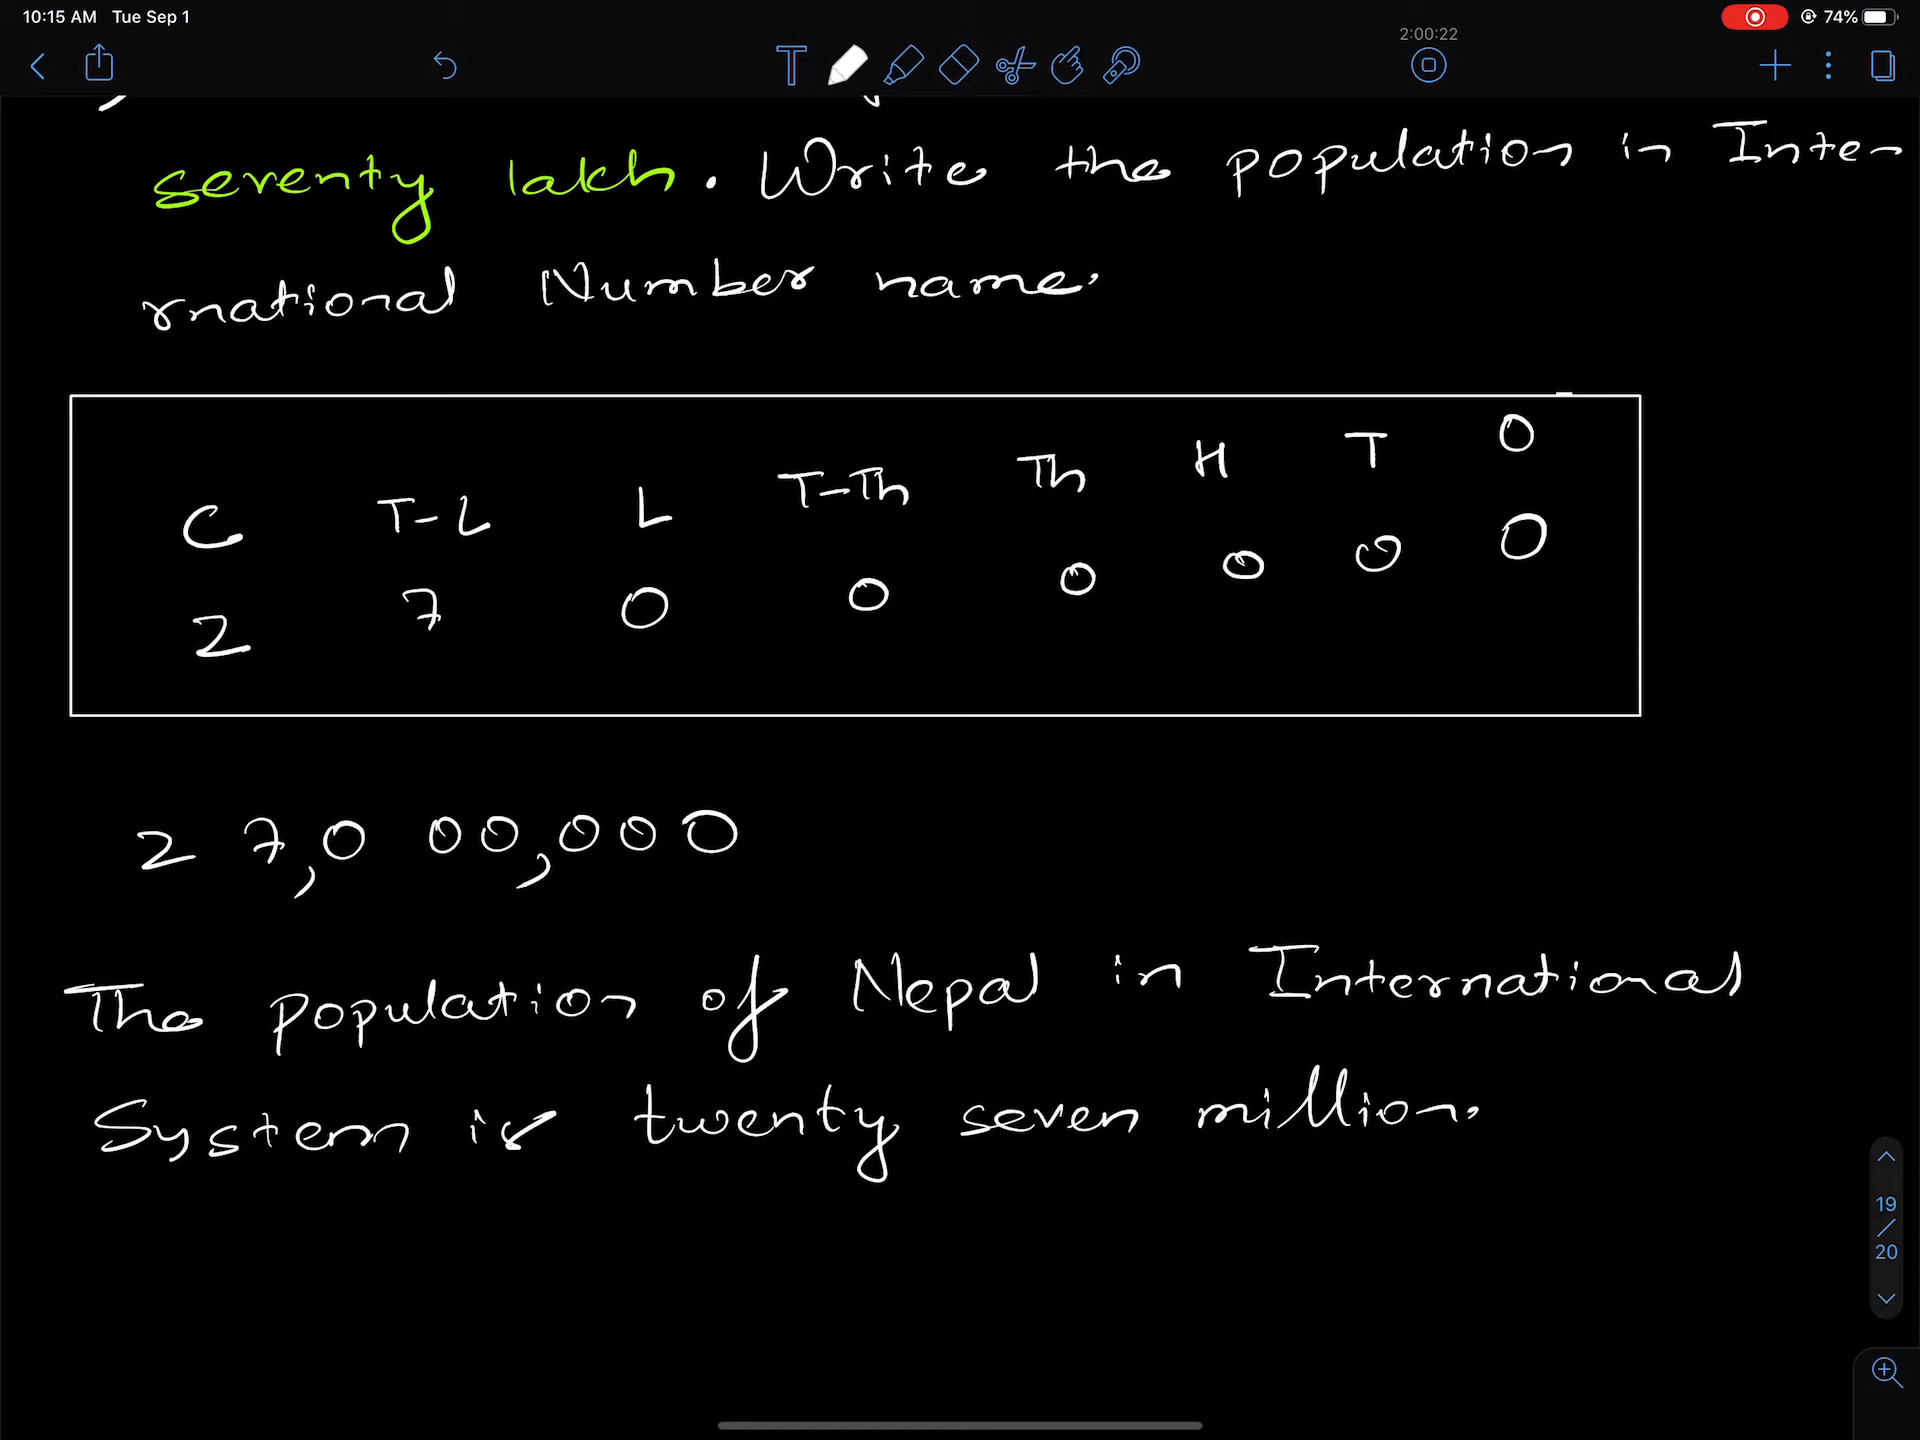 10:15 AM Tue Sep 1
74%
2:00:22
T
seventy lakh. Write the population in Inte-
rnational Number name.
C T-L L T-Th Th H T O
2 7 0 0 0 0 0 0
2 7,0 00,000
The population of Nepal in International
System is twenty seven million.
19
/
20